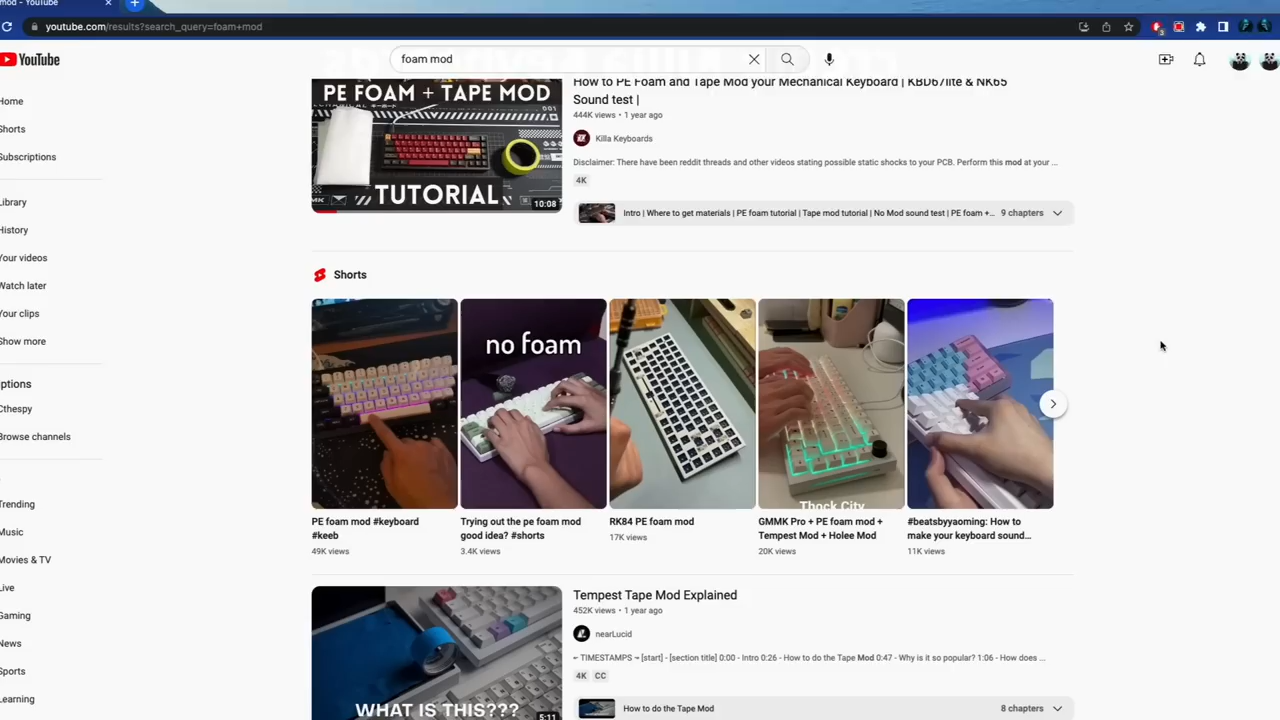 mod - YouTube
youtube.com/results?search_query=foam+mod
3
YouTube
foam mod
Home
Shorts
Subscriptions
Library
History
Your videos
Watch later
Your clips
Show more
ptions
Cthespy
Browse channels
Trending
Music
Movies & TV
Live
Gaming
News
Sports
Learning
PE FOAM + TAPE MOD
001
TUTORIAL
10:08
How to PE Foam and Tape Mod your Mechanical Keyboard | KBD67lite & NK65
Sound test |
444K views • 1 year ago
Killa Keyboards
Disclaimer: There have been reddit threads and other videos stating possible static shocks to your PCB. Perform this mod at your ...
4K
Intro | Where to get materials | PE foam tutorial | Tape mod tutorial | No Mod sound test | PE foam +...
9 chapters
Shorts
no foam
Thock City
PE foam mod #keyboard
#keeb
49K views
Trying out the pe foam mod
good idea? #shorts
3.4K views
RK84 PE foam mod
17K views
GMMK Pro + PE foam mod +
Tempest Mod + Holee Mod
20K views
#beatsbyyaoming: How to
make your keyboard sound...
11K views
WHAT IS THIS???
5:11
Tempest Tape Mod Explained
452K views • 1 year ago
nearLucid
⇤ TIMESTAMPS ⇥ [start] - [section title] 0:00 - Intro 0:26 - How to do the Tape Mod 0:47 - Why is it so popular? 1:06 - How does ...
4K CC
How to do the Tape Mod
8 chapters